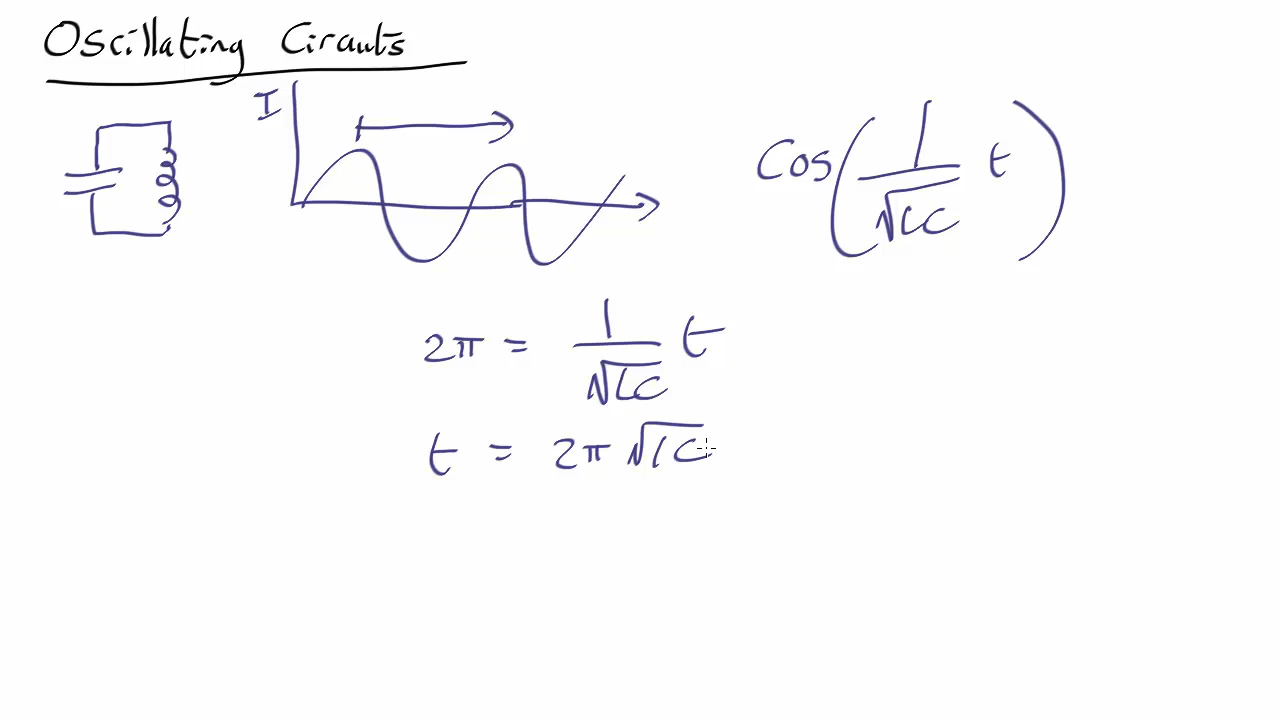 Oscillating Circuits
I
Cos(1/√LC t)
2π = 1/√LC t
t = 2π √LC